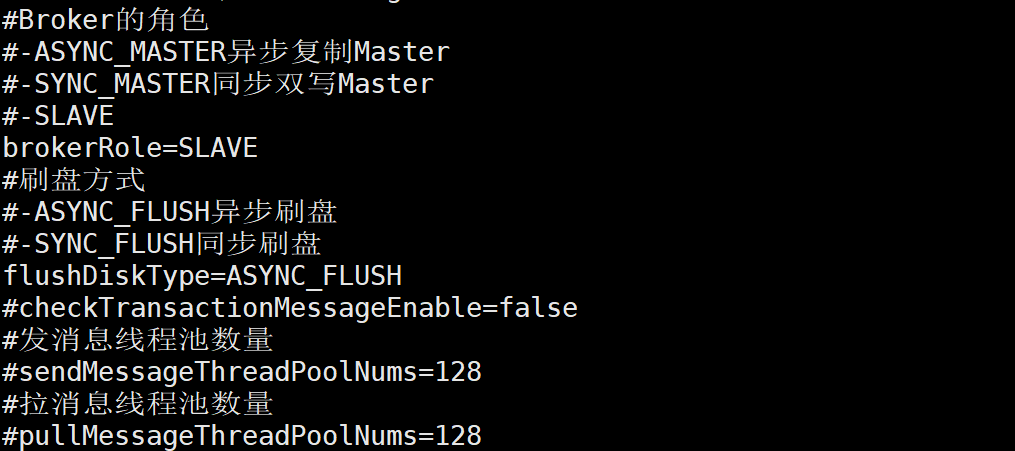 #Broker的角色
#-ASYNC_MASTER异步复制Master
#-SYNC_MASTER同步双写Master
#-SLAVE
brokerRole=SLAVE
#刷盘方式
#-ASYNC_FLUSH异步刷盘
#-SYNC_FLUSH同步刷盘
flushDiskType=ASYNC_FLUSH
#checkTransactionMessageEnable=false
#发消息线程池数量
#sendMessageThreadPoolNums=128
#拉消息线程池数量
#pullMessageThreadPoolNums=128